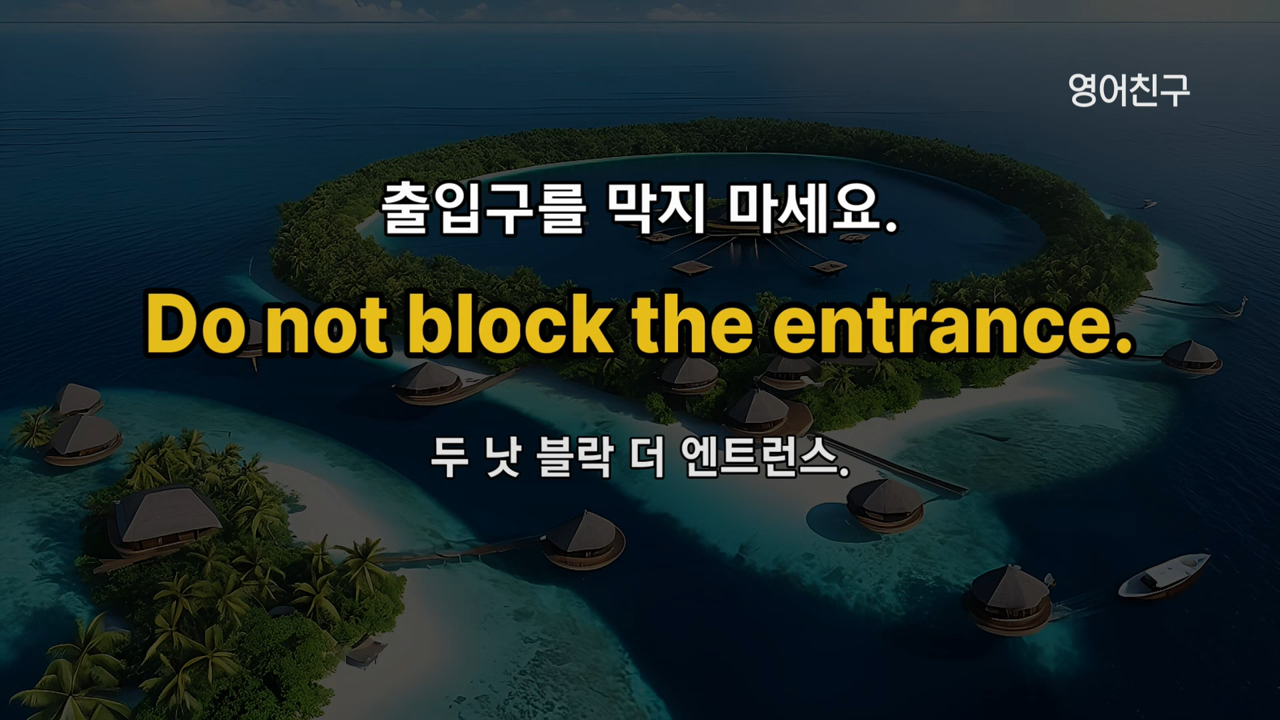 영어친구
출입구를 막지 마세요.
Do not block the entrance.
두 낫 블락 더 엔트런스.